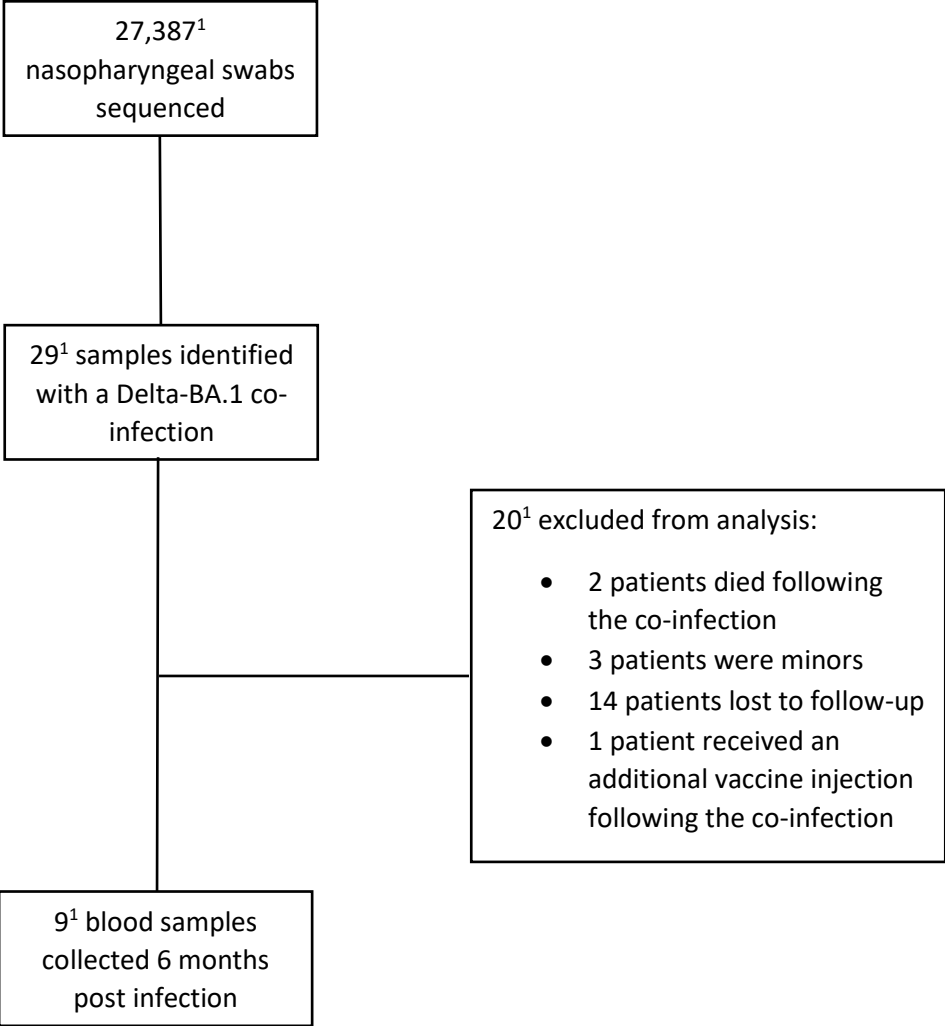 27,387¹
nasopharyngeal swabs
sequenced
29¹ samples identified
with a Delta-BA.1 co-
infection
20¹ excluded from analysis:
• 2 patients died following
the co-infection
• 3 patients were minors
• 14 patients lost to follow-up
• 1 patient received an
additional vaccine injection
following the co-infection
9¹ blood samples
collected 6 months
post infection